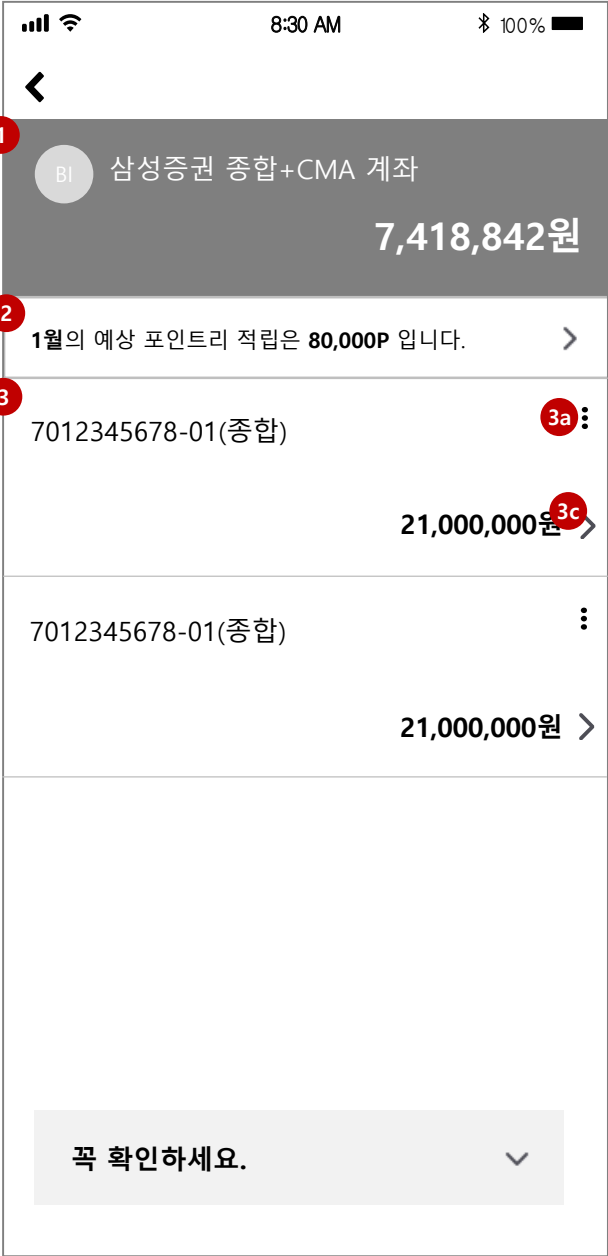 8:30 AM
100%
1
BI
삼성증권 종합+CMA 계좌
7,418,842원
2
1월의 예상 포인트리 적립은 80,000P 입니다.
3
7012345678-01(종합)
3a
21,000,000원
3c
7012345678-01(종합)
21,000,000원
꼭 확인하세요.